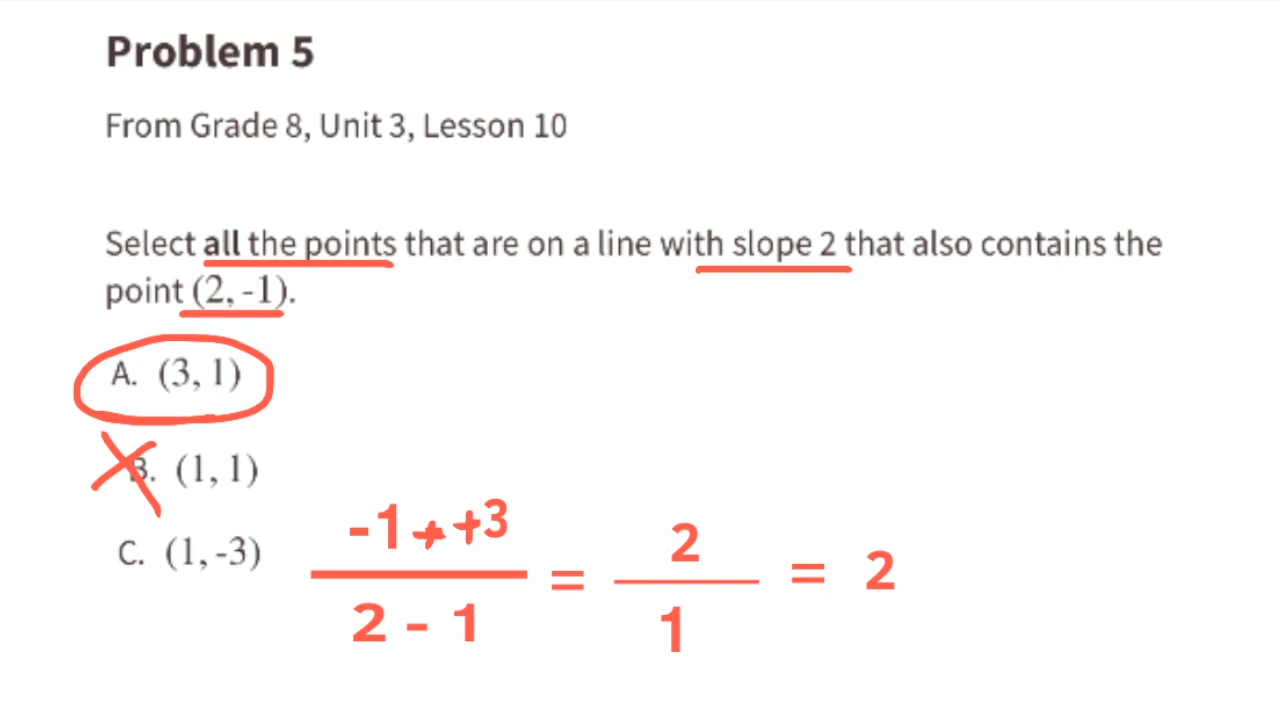 Problem 5
From Grade 8, Unit 3, Lesson 10
Select all the points that are on a line with slope 2 that also contains the
point (2, -1).
A. (3, 1)
B. (1, 1)
C. (1, -3)
-1 + +3
2 - 1
=
2
1
= 2